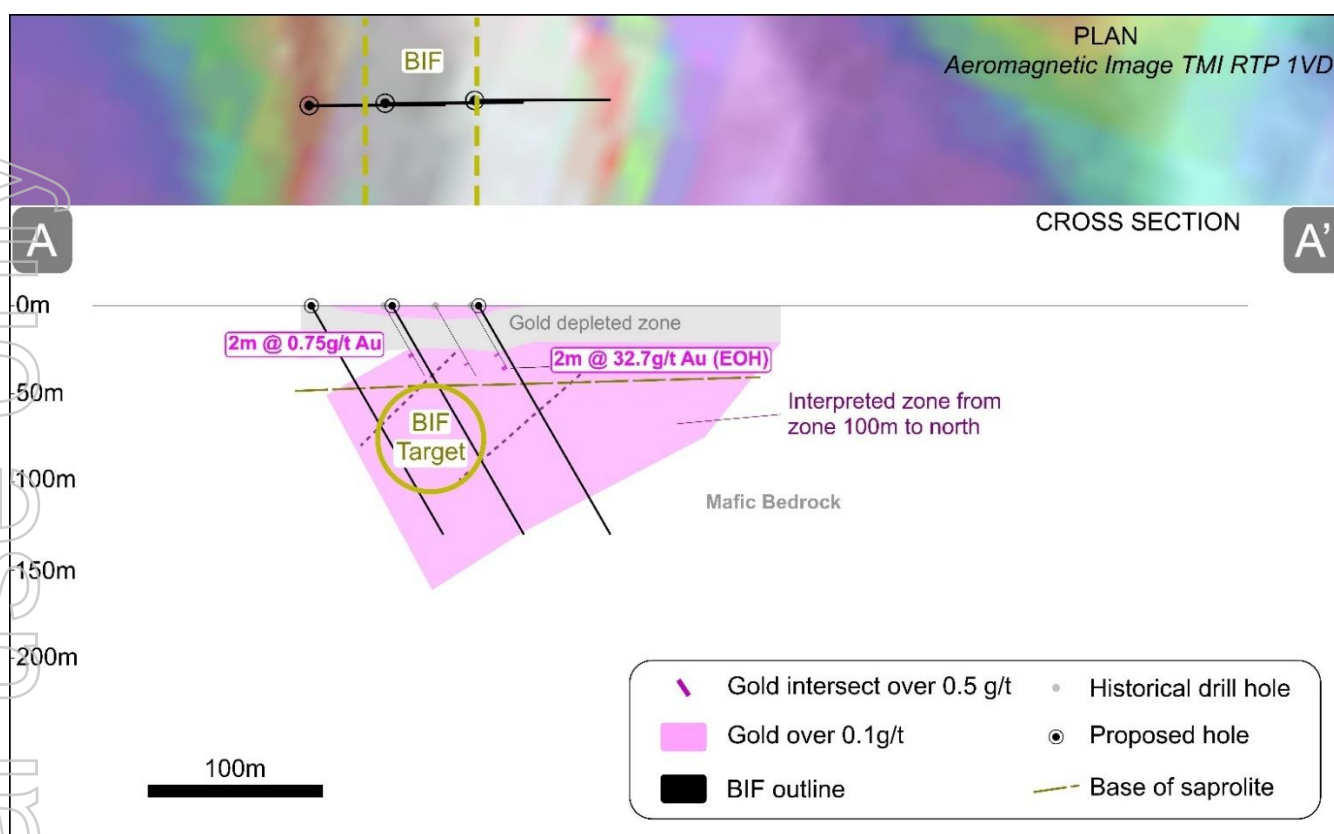 PLAN
Aeromagnetic Image TMI RTP 1VD
BIF
CROSS SECTION
A
A'
0m
Gold depleted zone
2m @ 0.75g/t Au
2m @ 32.7g/t Au (EOH)
50m
BIF
Target
Interpreted zone from
zone 100m to north
100m
Mafic Bedrock
150m
200m
Gold intersect over 0.5 g/t
Historical drill hole
Gold over 0.1g/t
Proposed hole
BIF outline
Base of saprolite
100m